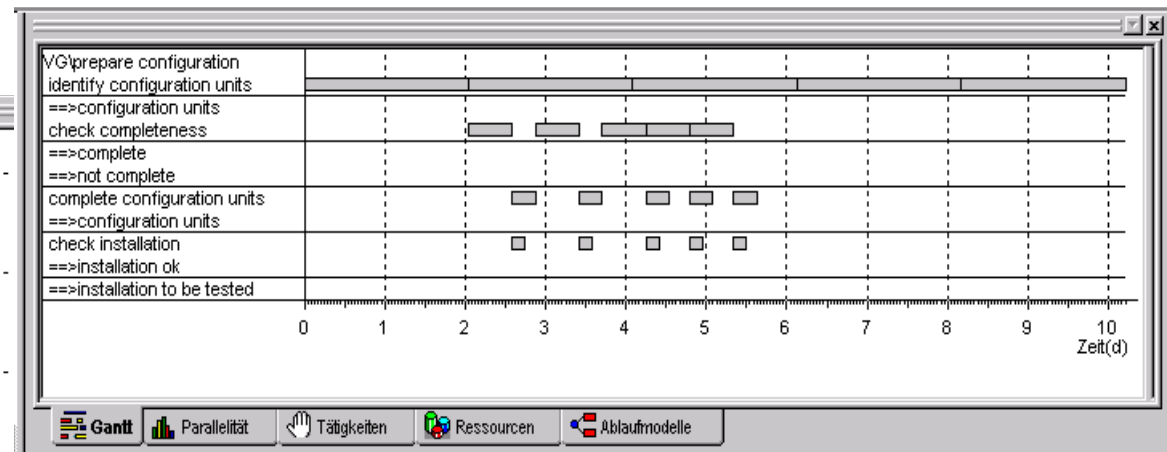 VG\prepare configuration
identify configuration units
==>configuration units
check completeness
==>complete
==>not complete
complete configuration units
==>configuration units
check installation
==>installation ok
==>installation to be tested
0 1 2 3 4 5 6 7 8 9 10
Zeit(d)
Gantt Parallelität Tätigkeiten Ressourcen Ablaufmodelle